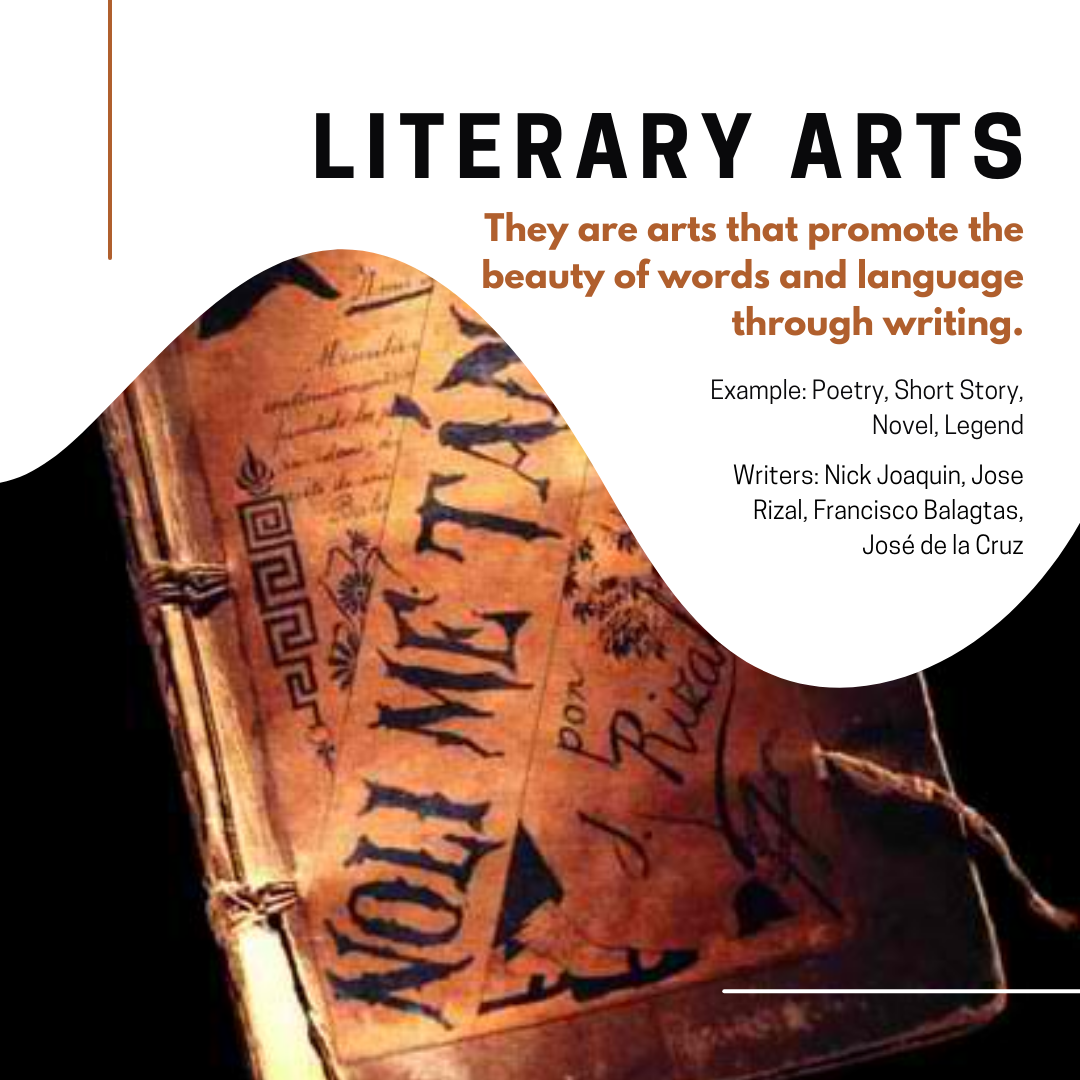 LITERARY ARTS
They are arts that promote the
beauty of words and language
through writing.
Example: Poetry, Short Story,
Novel, Legend
Writers: Nick Joaquin, Jose
Rizal, Francisco Balagtas,
José de la Cruz
NOLI ME TÁN
por
J. Rizal